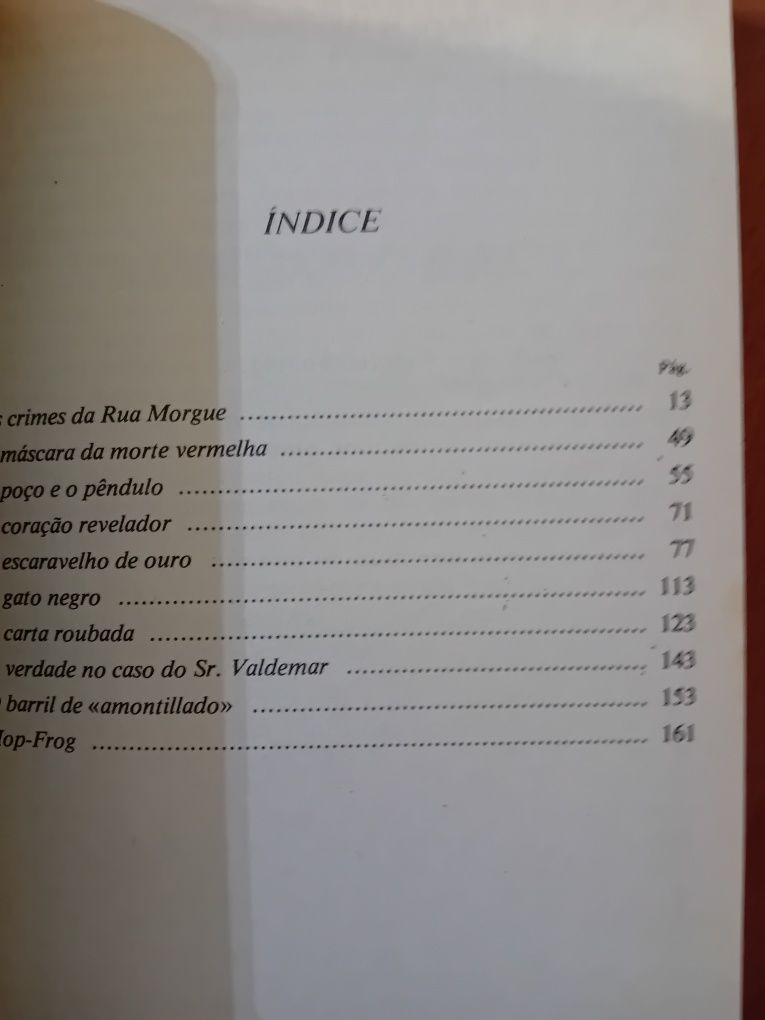 ÍNDICE
Pág.
s crimes da Rua Morgue ........................................................ 13
máscara da morte vermelha .................................................. 49
poço e o pêndulo ................................................................. 55
coração revelador ................................................................ 71
escaravelho de ouro ............................................................. 77
gato negro .......................................................................... 113
carta roubada ...................................................................... 123
verdade no caso do Sr. Valdemar .......................................... 143
barril de «amontillado» ........................................................ 153
Hop-Frog ............................................................................ 161